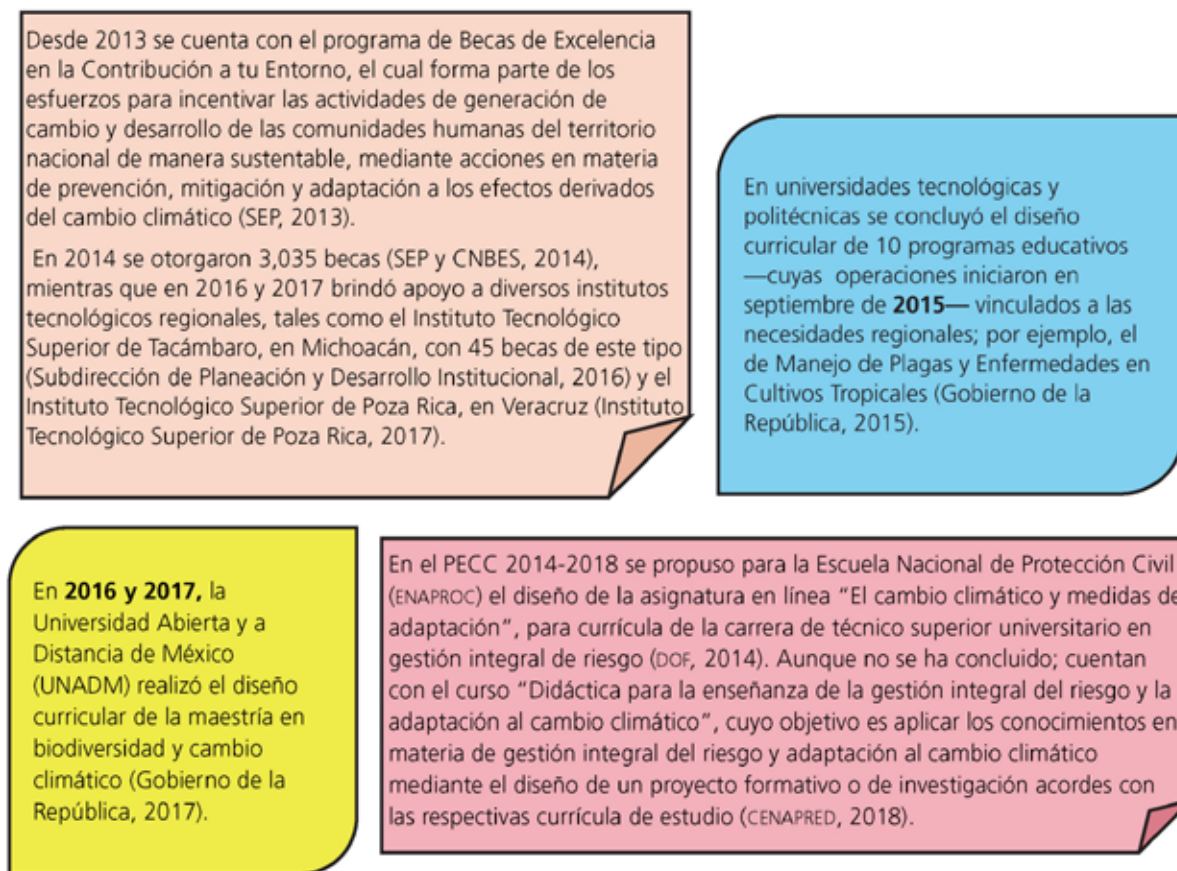 Desde 2013 se cuenta con el programa de Becas de Excelencia
en la Contribución a tu Entorno, el cual forma parte de los
esfuerzos para incentivar las actividades de generación de
cambio y desarrollo de las comunidades humanas del territorio
nacional de manera sustentable, mediante acciones en materia
de prevención, mitigación y adaptación a los efectos derivados
del cambio climático (SEP, 2013).
En 2014 se otorgaron 3,035 becas (SEP y CNBES, 2014),
mientras que en 2016 y 2017 brindó apoyo a diversos institutos
tecnológicos regionales, tales como el Instituto Tecnológico
Superior de Tacámbaro, en Michoacán, con 45 becas de este tipo
(Subdirección de Planeación y Desarrollo Institucional, 2016) y el
Instituto Tecnológico Superior de Poza Rica, en Veracruz (Instituto
Tecnológico Superior de Poza Rica, 2017).
En universidades tecnológicas y
politécnicas se concluyó el diseño
curricular de 10 programas educativos
—cuyas operaciones iniciaron en
septiembre de 2015— vinculados a las
necesidades regionales; por ejemplo, el
de Manejo de Plagas y Enfermedades en
Cultivos Tropicales (Gobierno de la
República, 2015).
En 2016 y 2017, la
Universidad Abierta y a
Distancia de México
(UNADM) realizó el diseño
curricular de la maestría en
biodiversidad y cambio
climático (Gobierno de la
República, 2017).
En el PECC 2014-2018 se propuso para la Escuela Nacional de Protección Civil
(ENAPROC) el diseño de la asignatura en línea “El cambio climático y medidas de
adaptación”, para currícula de la carrera de técnico superior universitario en
gestión integral de riesgo (DOF, 2014). Aunque no se ha concluido; cuentan
con el curso “Didáctica para la enseñanza de la gestión integral del riesgo y la
adaptación al cambio climático”, cuyo objetivo es aplicar los conocimientos en
materia de gestión integral del riesgo y adaptación al cambio climático
mediante el diseño de un proyecto formativo o de investigación acordes con
las respectivas currícula de estudio (CENAPRED, 2018).